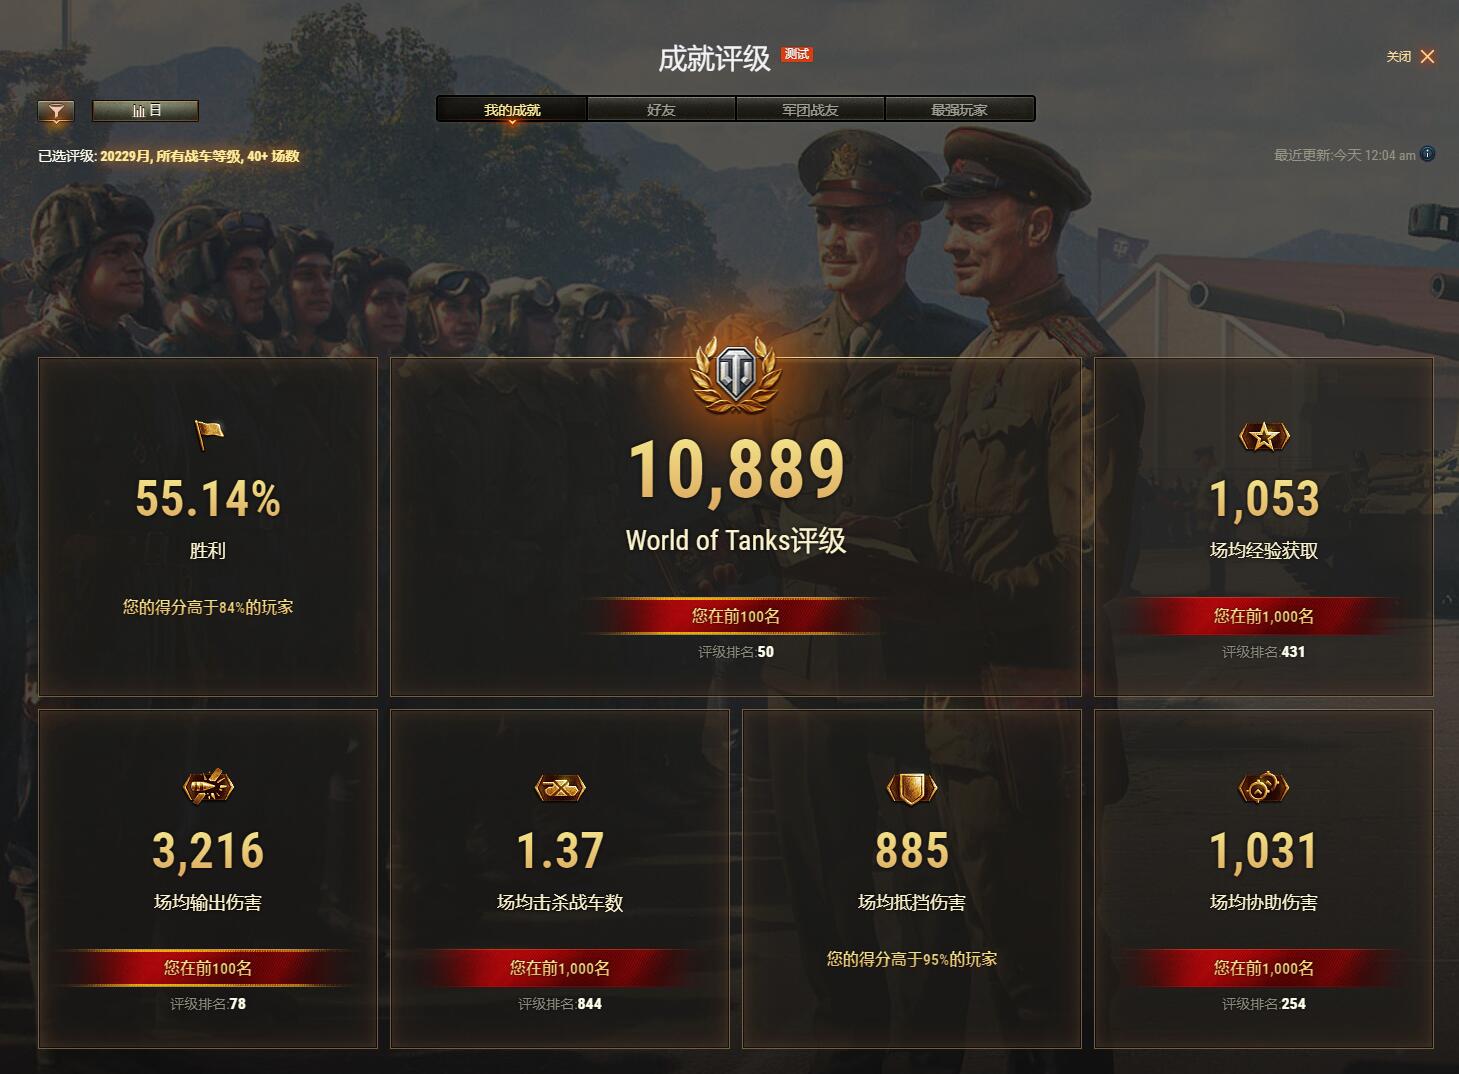 成就评级 测试
关闭
我的成就 好友 军团战友 最强玩家
已选评级: 20229月, 所有战车等级, 40+ 场数
最近更新:今天 12:04 am
55.14%
胜利
您的得分高于84%的玩家
10,889
World of Tanks评级
您在前100名
评级排名:50
1,053
场均经验获取
您在前1,000名
评级排名:431
3,216
场均输出伤害
您在前100名
评级排名:78
1.37
场均击杀战车数
您在前1,000名
评级排名:844
885
场均抵挡伤害
您的得分高于95%的玩家
1,031
场均协助伤害
您在前1,000名
评级排名:254